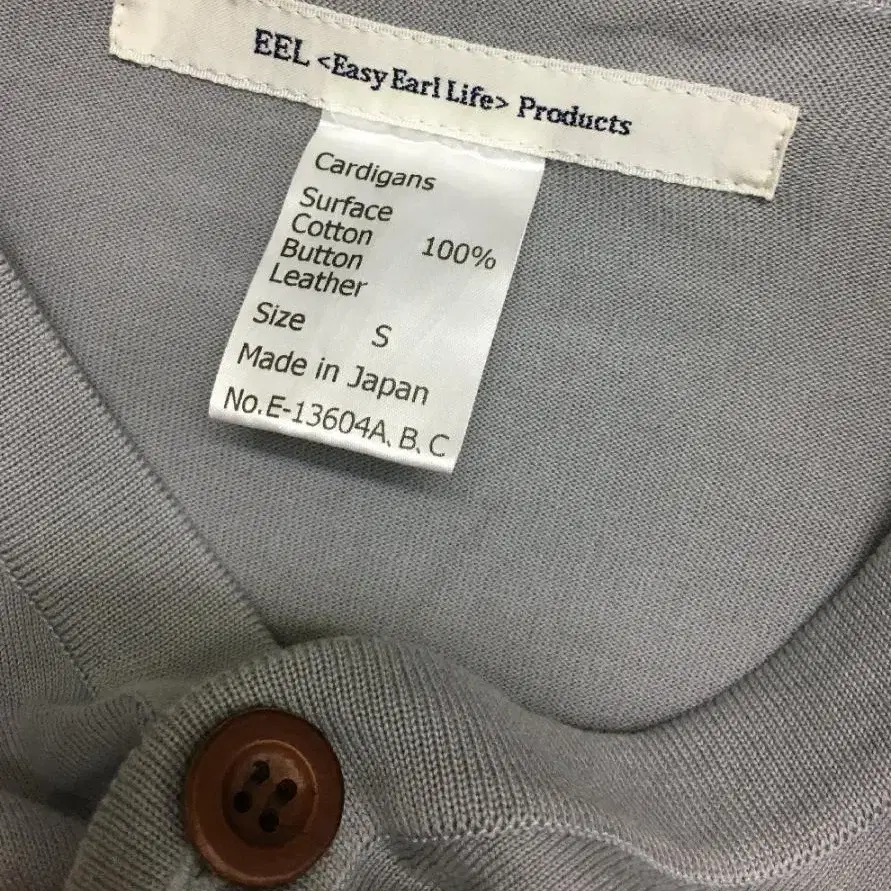 EEL <Easy Earl Life> Products
Cardigans
Surface
Cotton 100%
Button
Leather
Size S
Made in Japan
No.E-13604A、B、C